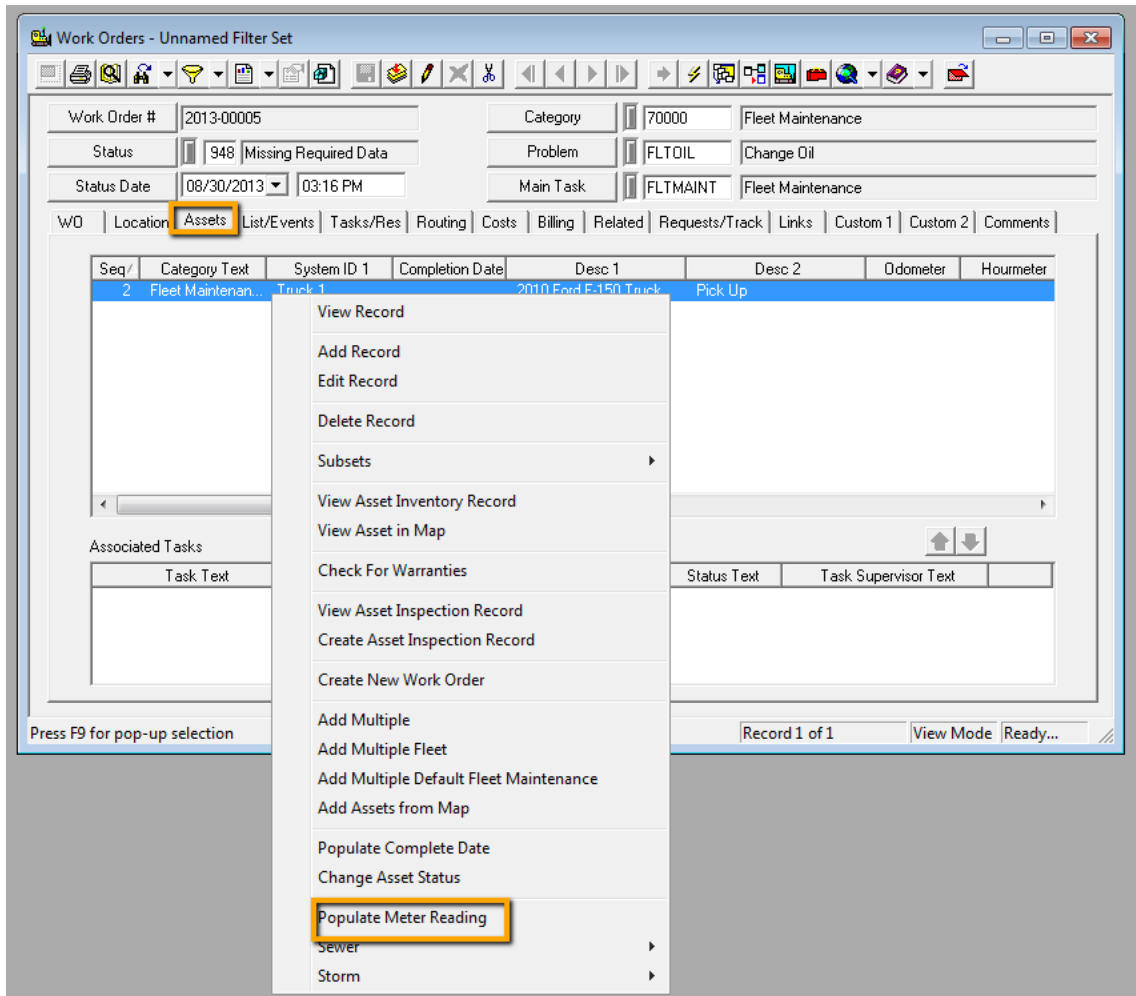 Work Orders - Unnamed Filter Set
Work Order # 2013-00005 Category 70000 Fleet Maintenance
Status 948 Missing Required Data Problem FLTOIL Change Oil
Status Date 08/30/2013 03:16 PM Main Task FLTMAINT Fleet Maintenance
WO Location Assets List/Events Tasks/Res Routing Costs Billing Related Requests/Track Links Custom 1 Custom 2 Comments
Seq Category Text System ID 1 Completion Date Desc 1 Desc 2 Odometer Hourmeter
2 Fleet Maintenan... Truck 1 2010 Ford F-150 Truck Pick Up
View Record
Add Record
Edit Record
Delete Record
Subsets
View Asset Inventory Record
View Asset in Map
Check For Warranties
View Asset Inspection Record
Create Asset Inspection Record
Create New Work Order
Add Multiple
Add Multiple Fleet
Add Multiple Default Fleet Maintenance
Add Assets from Map
Populate Complete Date
Change Asset Status
Populate Meter Reading
Sewer
Storm
Associated Tasks
Task Text Status Text Task Supervisor Text
Press F9 for pop-up selection Record 1 of 1 View Mode Ready...